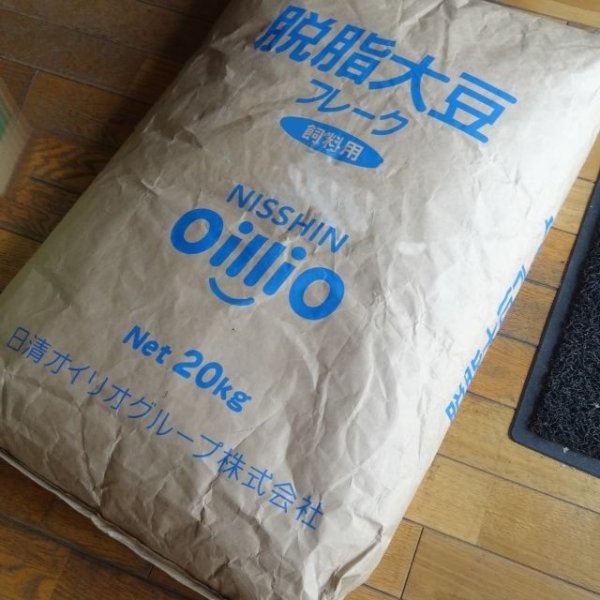 脱脂大豆
フレーク
飼料用
NISSHIN
OilliO
Net 20kg
日清オイリオグループ株式会社